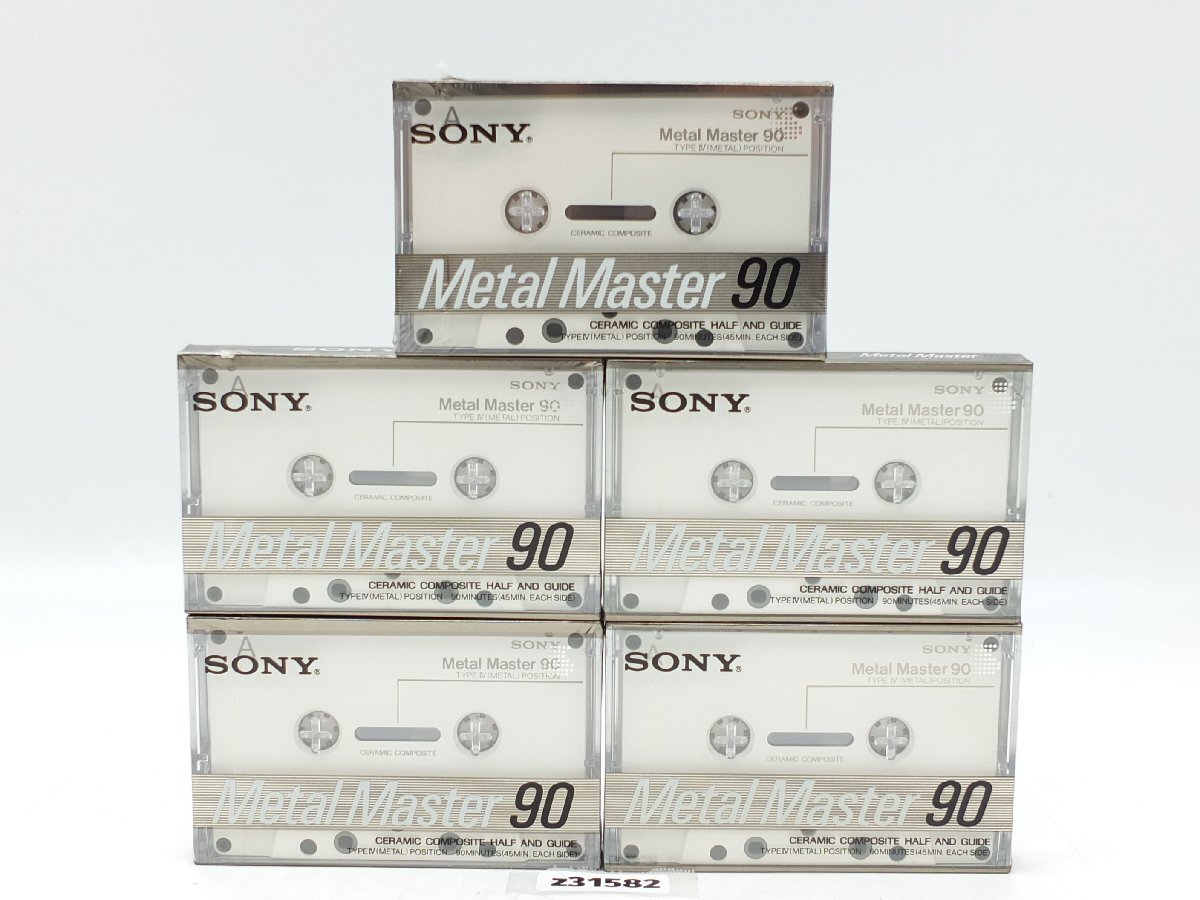 A
SONY®
SONY
Metal Master 90
TYPE IV (METAL) POSITION
CERAMIC COMPOSITE
Metal Master 90
CERAMIC COMPOSITE HALF AND GUIDE
TYPE IV (METAL) POSITION 90MINUTES(45MIN. EACH SIDE)
SONY
A
SONY®
SONY
Metal Master 90
TYPE IV (METAL) POSITION
CERAMIC COMPOSITE
Metal Master 90
CERAMIC COMPOSITE HALF AND GUIDE
TYPE IV (METAL) POSITION 90MINUTES(45MIN. EACH SIDE)
Metal Master
A
SONY®
SONY
Metal Master 90
TYPE IV (METAL) POSITION
CERAMIC COMPOSITE
Metal Master 90
CERAMIC COMPOSITE HALF AND GUIDE
TYPE IV (METAL) POSITION 90MINUTES(45MIN. EACH SIDE)
A
SONY®
SONY
Metal Master 90
TYPE IV (METAL) POSITION
CERAMIC COMPOSITE
Metal Master 90
CERAMIC COMPOSITE HALF AND GUIDE
TYPE IV (METAL) POSITION 90MINUTES(45MIN. EACH SIDE)
SONY®
SONY
Metal Master 90
TYPE IV (METAL) POSITION
CERAMIC COMPOSITE
Metal Master 90
CERAMIC COMPOSITE HALF AND GUIDE
TYPE IV (METAL) POSITION 90MINUTES(45MIN. EACH SIDE)
z31582